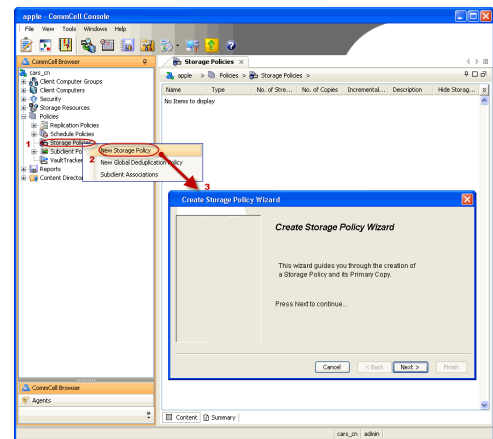 apple - CommCell Console
File View Tools Windows Help
CommCell Browser
cars_cn
Client Computer Groups
Client Computers
Security
Storage Resources
Policies
Replication Policies
Schedule Policies
1 Storage Policies
Subclient Po
VaultTracker
Reports
Content Director
CommCell Browser
Agents
Storage Policies
apple > Policies > Storage Policies >
Name Type No. of Stre... No. of Copies Incremental... Description Hide Storag...
No Items to display
New Storage Policy
2 New Global Deduplication Policy
Subclient Associations
3
Create Storage Policy Wizard
Create Storage Policy Wizard
This wizard guides you through the creation of
a Storage Policy and its Primary Copy.
Press Next to continue...
Cancel < Back Next > Finish
Content Summary
cars_cn admin